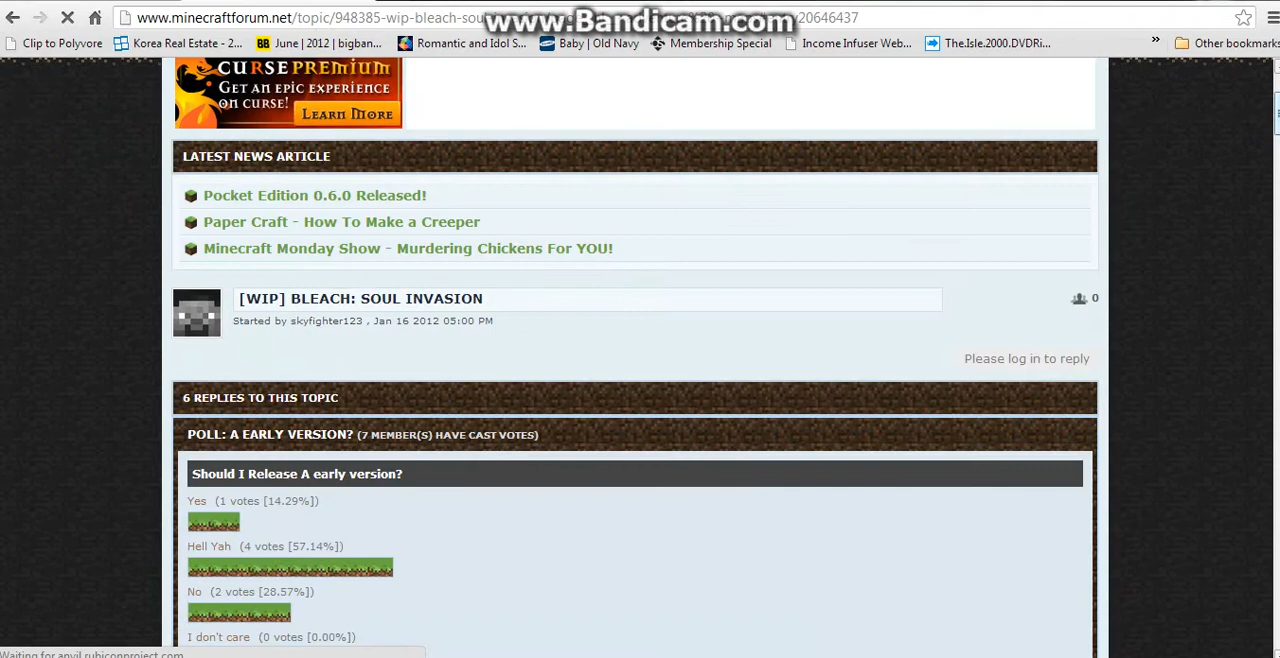 www.Bandicam.com
www.minecraftforum.net/topic/948385-wip-bleach-sou 20646437
Clip to Polyvore Korea Real Estate - 2... June | 2012 | bigban... Romantic and Idol S... Baby | Old Navy Membership Special Income Infuser Web... The.Isle.2000.DVDRi... » Other bookmarks
CURSE PREMIUM
GET AN EPIC EXPERIENCE
ON CURSE! LEARN MORE
LATEST NEWS ARTICLE
Pocket Edition 0.6.0 Released!
Paper Craft - How To Make a Creeper
Minecraft Monday Show - Murdering Chickens For YOU!
[WIP] BLEACH: SOUL INVASION 0
Started by skyfighter123 , Jan 16 2012 05:00 PM
Please log in to reply
6 REPLIES TO THIS TOPIC
POLL: A EARLY VERSION? (7 MEMBER(S) HAVE CAST VOTES)
Should I Release A early version?
Yes (1 votes [14.29%])
Hell Yah (4 votes [57.14%])
No (2 votes [28.57%])
I don't care (0 votes [0.00%])
Waiting for anvil.rubiconproject.com